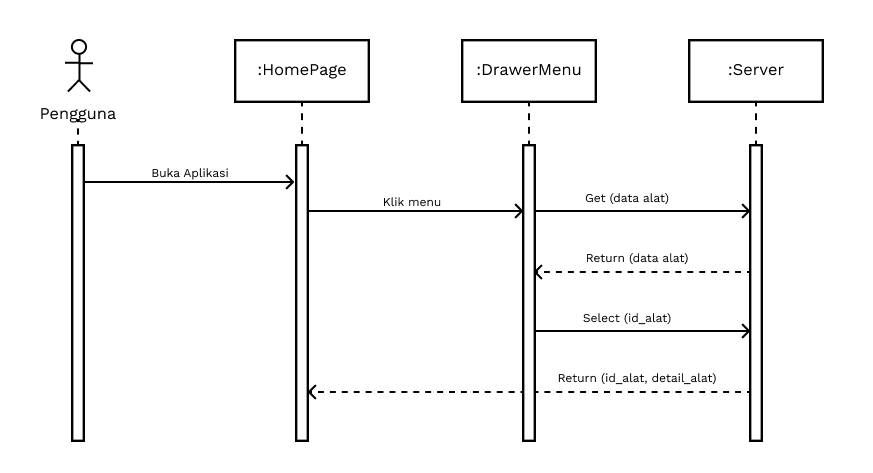 :HomePage
:DrawerMenu
:Server
Pengguna
Buka Aplikasi
Klik menu
Get (data alat)
Return (data alat)
Select (id_alat)
Return (id_alat, detail_alat)